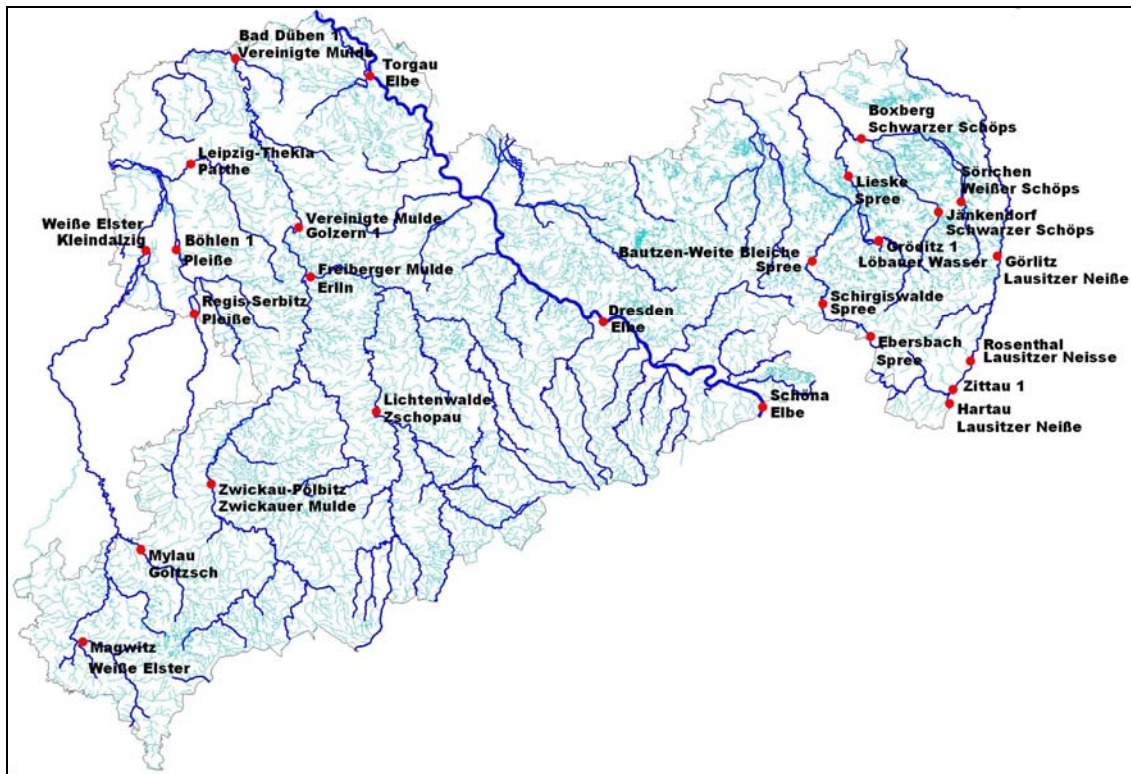 Bad Düben 1
Vereinigte Mulde
Torgau
Elbe
Boxberg
Schwarzer Schöps
Leipzig-Thekla
Parthe
Sörichen
Weißer Schöps
Lieske
Spree
Jänkendorf
Schwarzer Schöps
Vereinigte Mulde
Golzern 1
Weiße Elster
Kleindalzig
Böhlen 1
Pleiße
Bautzen-Weite Bleiche
Spree
Gröditz 1
Löbauer Wasser
Görlitz
Lausitzer Neiße
Freiberger Mulde
Erlln
Regis-Serbitz
Pleiße
Schirgiswalde
Spree
Dresden
Elbe
Ebersbach
Spree
Rosenthal
Lausitzer Neisse
Zittau 1
Hartau
Lausitzer Neiße
Schöna
Elbe
Lichtenwalde
Zschopau
Zwickau-Pölbitz
Zwickauer Mulde
Mylau
Göltzsch
Magwitz
Weiße Elster